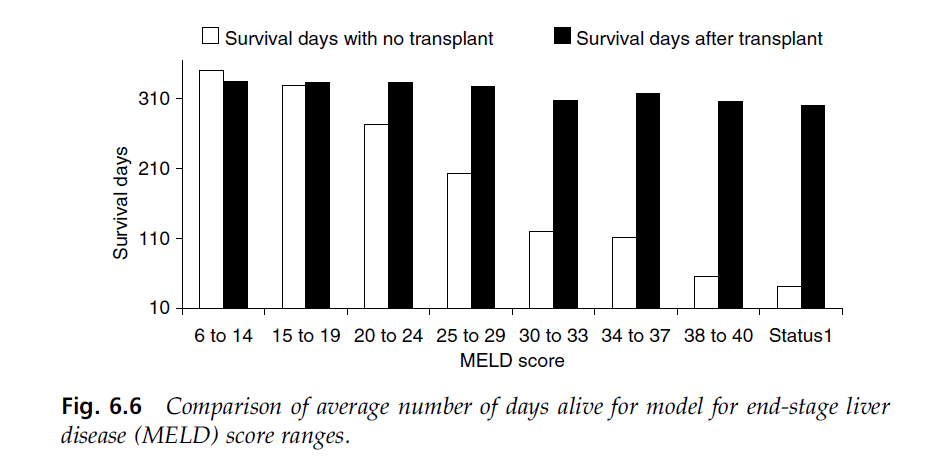 Survival days with no transplant Survival days after transplant
310
210
110
10
Survival days
6 to 14 15 to 19 20 to 24 25 to 29 30 to 33 34 to 37 38 to 40 Status1
MELD score
Fig. 6.6 Comparison of average number of days alive for model for end-stage liver
disease (MELD) score ranges.